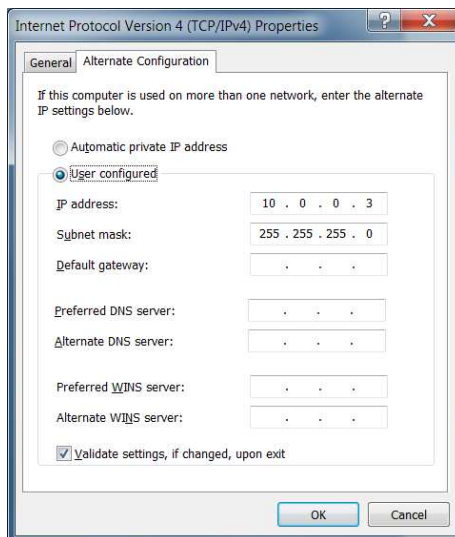 Internet Protocol Version 4 (TCP/IPv4) Properties
General
Alternate Configuration
If this computer is used on more than one network, enter the alternate
IP settings below.
Automatic private IP address
User configured
IP address: 10 . 0 . 0 . 3
Subnet mask: 255 . 255 . 255 . 0
Default gateway: . . .
Preferred DNS server: . . .
Alternate DNS server: . . .
Preferred WINS server: . . .
Alternate WINS server: . . .
Validate settings, if changed, upon exit
OK
Cancel